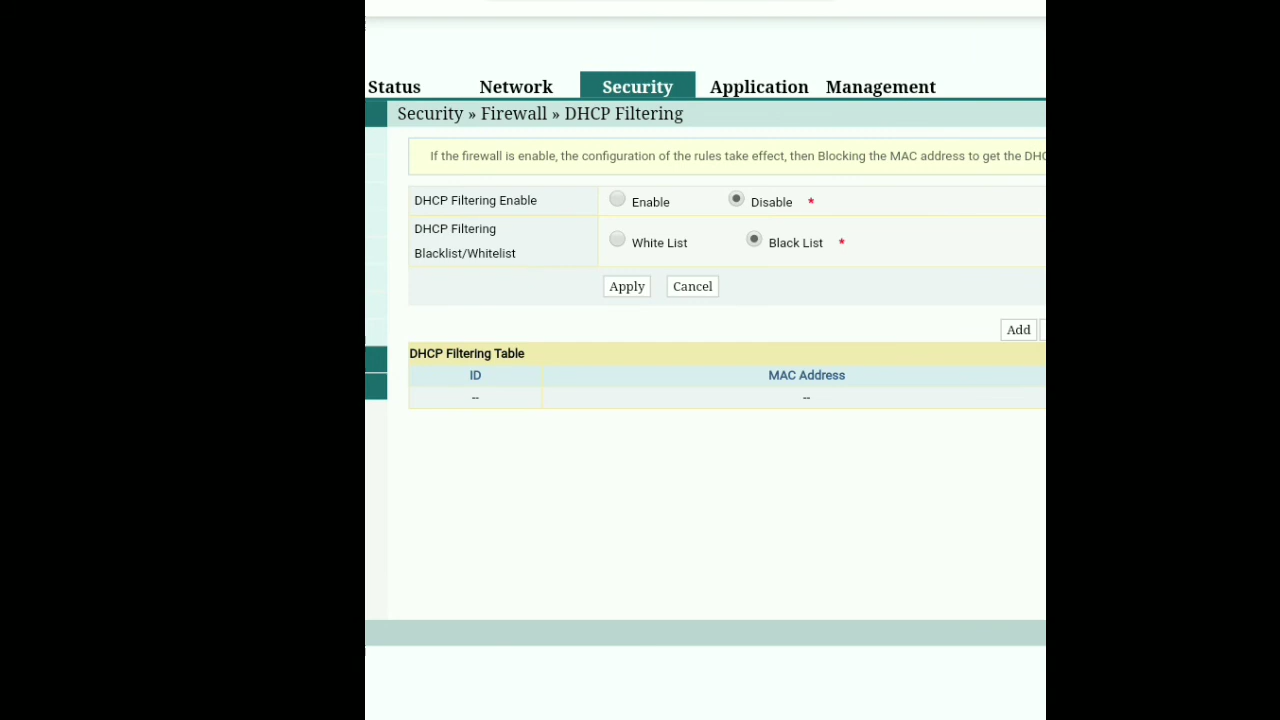 Status Network Security Application Management
Security » Firewall » DHCP Filtering
If the firewall is enable, the configuration of the rules take effect, then Blocking the MAC address to get the
DHCP Filtering Enable Enable Disable *
DHCP Filtering
Blacklist/Whitelist
White List Black List *
Apply Cancel
Add
DHCP Filtering Table
ID MAC Address
-- --